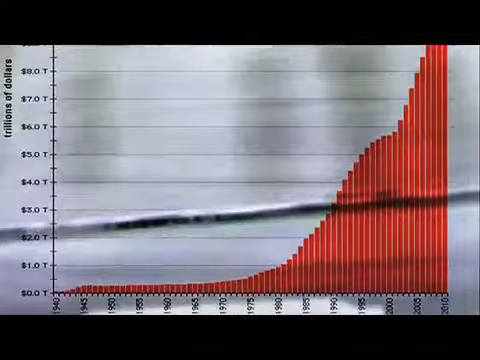 trillions of dollars
$8.0 T
$7.0 T
$6.0 T
$5.0 T
$4.0 T
$3.0 T
$2.0 T
$1.0 T
$0.0 T
1940
1945
1950
1955
1960
1965
1970
1975
1980
1985
1990
1995
2000
2005
2010